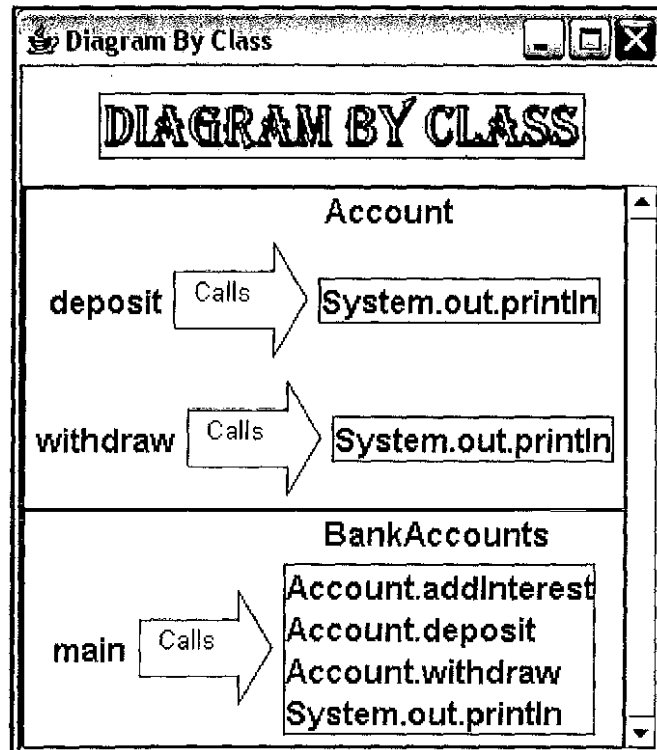 Diagram By Class
DIAGRAM BY CLASS
Account
deposit Calls System.out.println
withdraw Calls System.out.println
BankAccounts
main Calls
Account.addInterest
Account.deposit
Account.withdraw
System.out.println